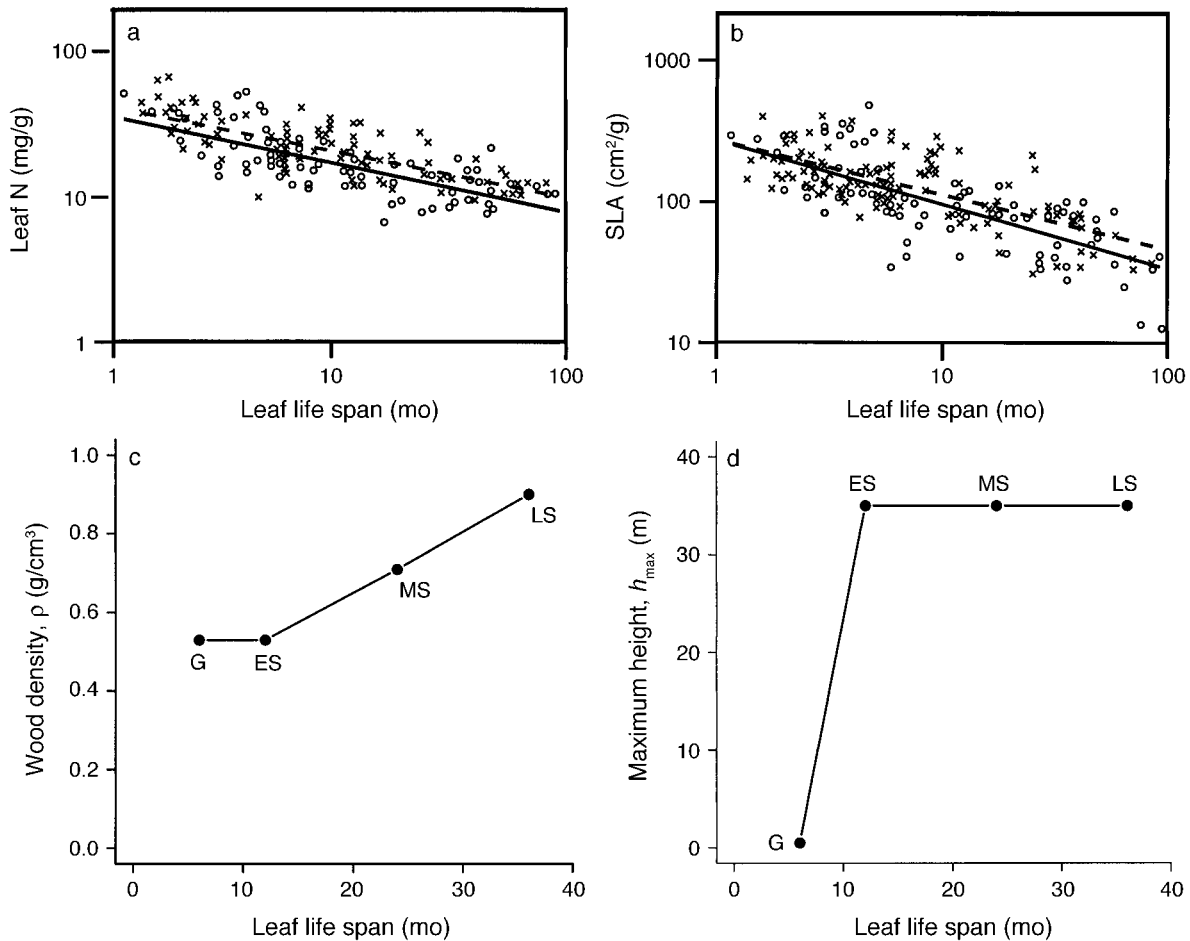 a
100
10
1
Leaf N (mg/g)
1 10 100
Leaf life span (mo)
b
1000
100
10
SLA (cm²/g)
1 10 100
Leaf life span (mo)
c
1.0
0.8
0.6
0.4
0.2
0.0
Wood density, ρ (g/cm³)
G
ES
MS
LS
0 10 20 30 40
Leaf life span (mo)
d
40
30
20
10
0
Maximum height, hmax (m)
G
ES
MS
LS
0 10 20 30 40
Leaf life span (mo)